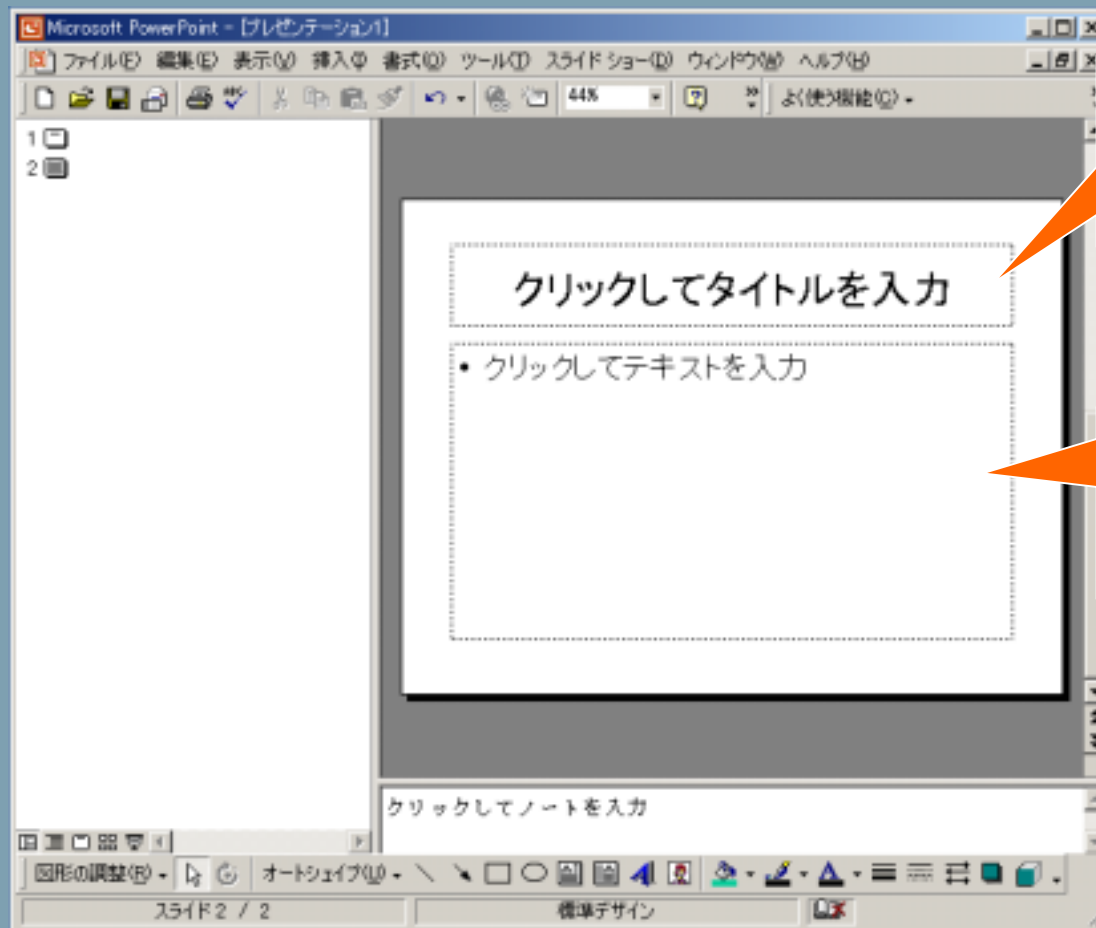 Microsoft PowerPoint - [プレゼンテーション1]
ファイル(F) 編集(E) 表示(V) 挿入(I) 書式(O) ツール(T) スライド ショー(D) ウィンドウ(W) ヘルプ(H)
44% よく使う機能(Q)
1
2
クリックしてタイトルを入力
• クリックしてテキストを入力
クリックしてノートを入力
図形の調整(R) オートシェイプ(U)
スライド 2 / 2 標準デザイン